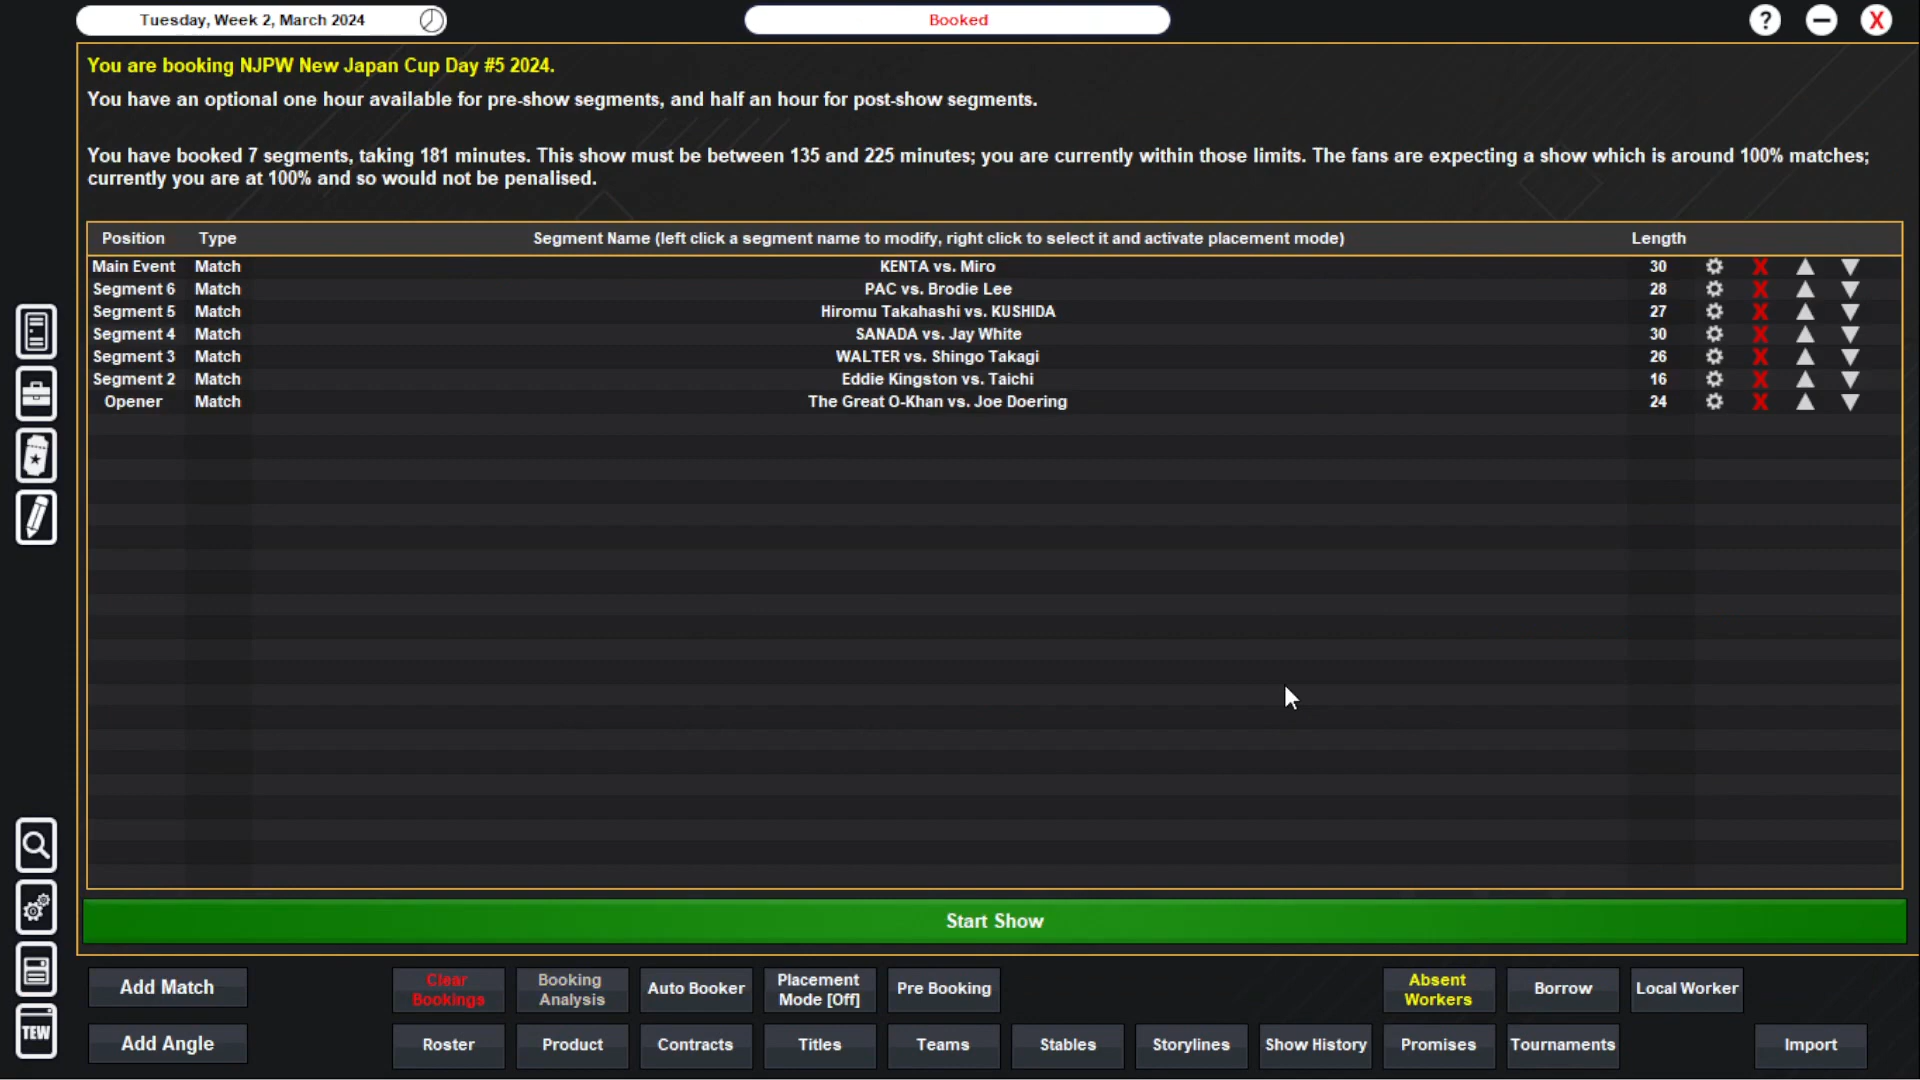 Tuesday, Week 2, March 2024
Booked
?
X
You are booking NJPW New Japan Cup Day #5 2024.
You have an optional one hour available for pre-show segments, and half an hour for post-show segments.
You have booked 7 segments, taking 181 minutes. This show must be between 135 and 225 minutes; you are currently within those limits. The fans are expecting a show which is around 100% matches;
currently you are at 100% and so would not be penalised.
Position Type Segment Name (left click a segment name to modify, right click to select it and activate placement mode) Length
Main Event Match KENTA vs. Miro 30 X
Segment 6 Match PAC vs. Brodie Lee 28 X
Segment 5 Match Hiromu Takahashi vs. KUSHIDA 27 X
Segment 4 Match SANADA vs. Jay White 30 X
Segment 3 Match WALTER vs. Shingo Takagi 26 X
Segment 2 Match Eddie Kingston vs. Taichi 16 X
Opener Match The Great O-Khan vs. Joe Doering 24 X
Start Show
Add Match
Clear Bookings
Booking Analysis
Auto Booker
Placement Mode [Off]
Pre Booking
Absent Workers
Borrow
Local Worker
TEW
Add Angle
Roster
Product
Contracts
Titles
Teams
Stables
Storylines
Show History
Promises
Tournaments
Import